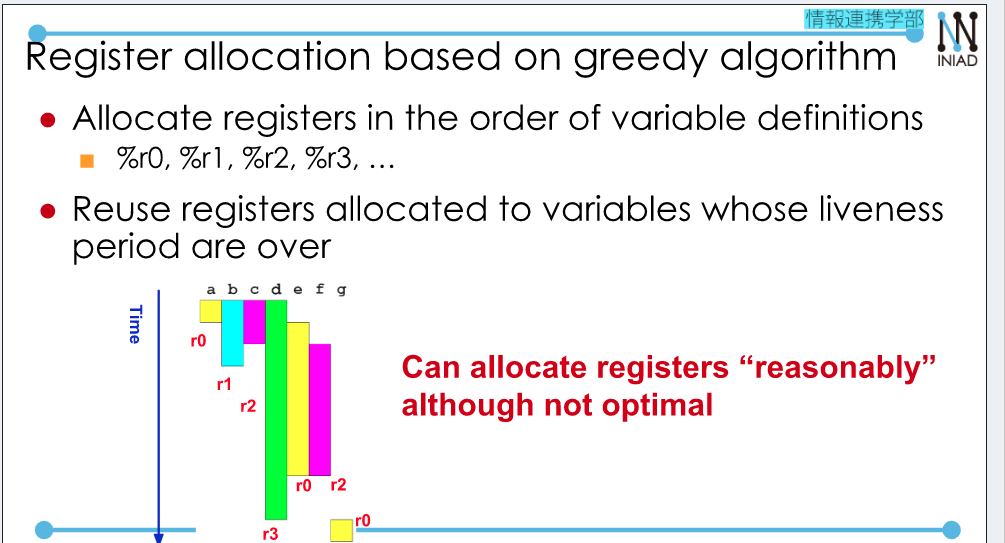 情報連携学部
INIAD
Register allocation based on greedy algorithm
Allocate registers in the order of variable definitions
%r0, %r1, %r2, %r3, …
Reuse registers allocated to variables whose liveness
period are over
a b c d e f g
Time
r0
r1
r2
r0 r2
r3
r0
Can allocate registers “reasonably”
although not optimal